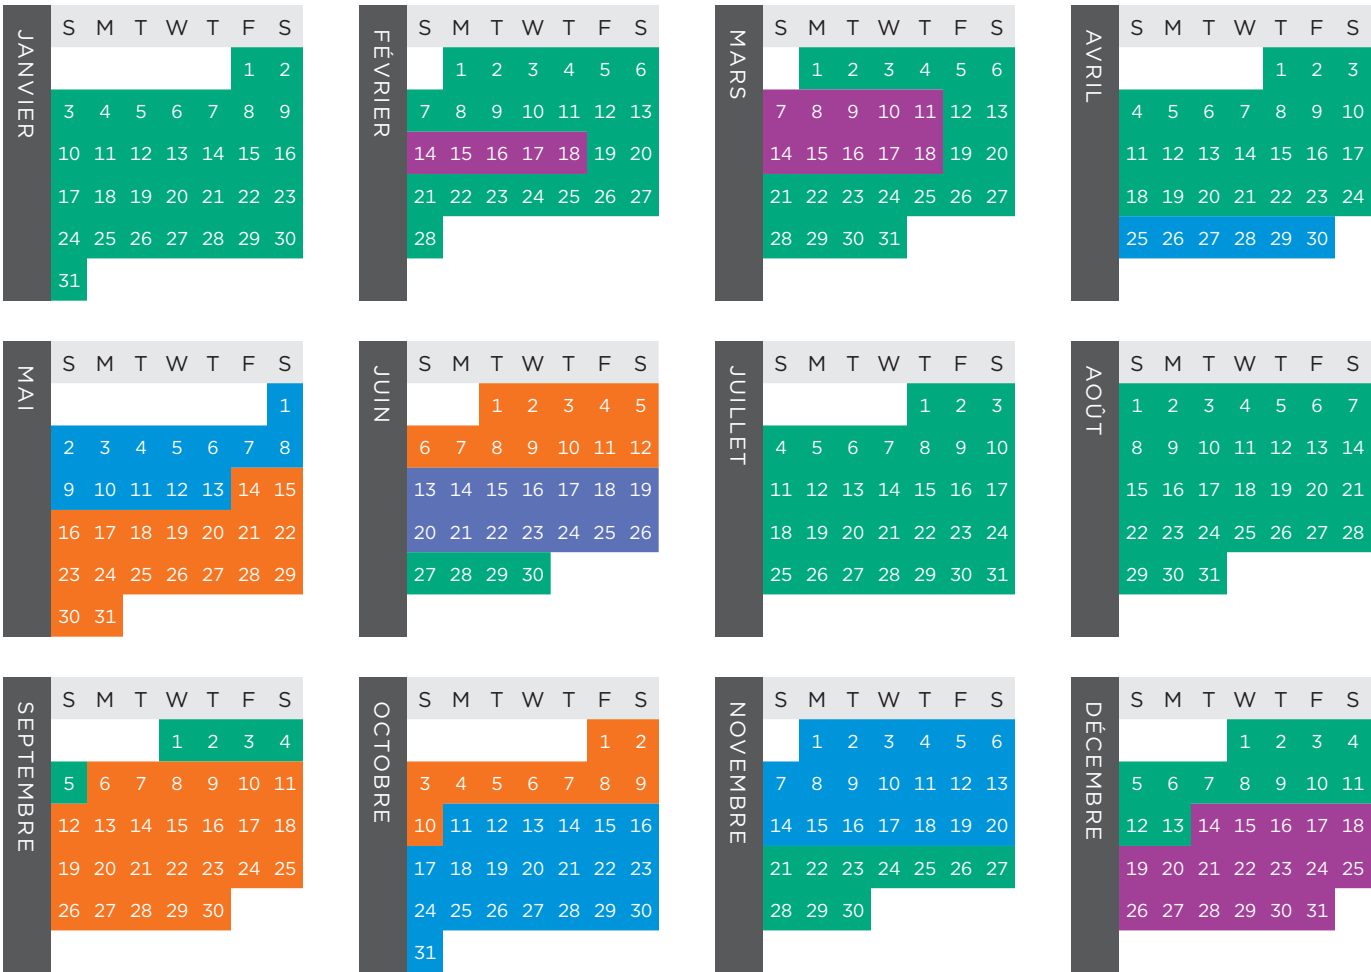 JANVIER
S M T W T F S
1 2
3 4 5 6 7 8 9
10 11 12 13 14 15 16
17 18 19 20 21 22 23
24 25 26 27 28 29 30
31
FÉVRIER
S M T W T F S
1 2 3 4 5 6
7 8 9 10 11 12 13
14 15 16 17 18 19 20
21 22 23 24 25 26 27
28
MARS
S M T W T F S
1 2 3 4 5 6
7 8 9 10 11 12 13
14 15 16 17 18 19 20
21 22 23 24 25 26 27
28 29 30 31
AVRIL
S M T W T F S
1 2 3
4 5 6 7 8 9 10
11 12 13 14 15 16 17
18 19 20 21 22 23 24
25 26 27 28 29 30
MAI
S M T W T F S
1
2 3 4 5 6 7 8
9 10 11 12 13 14 15
16 17 18 19 20 21 22
23 24 25 26 27 28 29
30 31
JUIN
S M T W T F S
1 2 3 4 5
6 7 8 9 10 11 12
13 14 15 16 17 18 19
20 21 22 23 24 25 26
27 28 29 30
JUILLET
S M T W T F S
1 2 3
4 5 6 7 8 9 10
11 12 13 14 15 16 17
18 19 20 21 22 23 24
25 26 27 28 29 30 31
AOÛT
S M T W T F S
1 2 3 4 5 6 7
8 9 10 11 12 13 14
15 16 17 18 19 20 21
22 23 24 25 26 27 28
29 30 31
SEPTEMBRE
S M T W T F S
1 2 3 4
5 6 7 8 9 10 11
12 13 14 15 16 17 18
19 20 21 22 23 24 25
26 27 28 29 30
OCTOBRE
S M T W T F S
1 2
3 4 5 6 7 8 9
10 11 12 13 14 15 16
17 18 19 20 21 22 23
24 25 26 27 28 29 30
31
NOVEMBRE
S M T W T F S
1 2 3 4 5 6
7 8 9 10 11 12 13
14 15 16 17 18 19 20
21 22 23 24 25 26 27
28 29 30
DÉCEMBRE
S M T W T F S
1 2 3 4
5 6 7 8 9 10 11
12 13 14 15 16 17 18
19 20 21 22 23 24 25
26 27 28 29 30 31